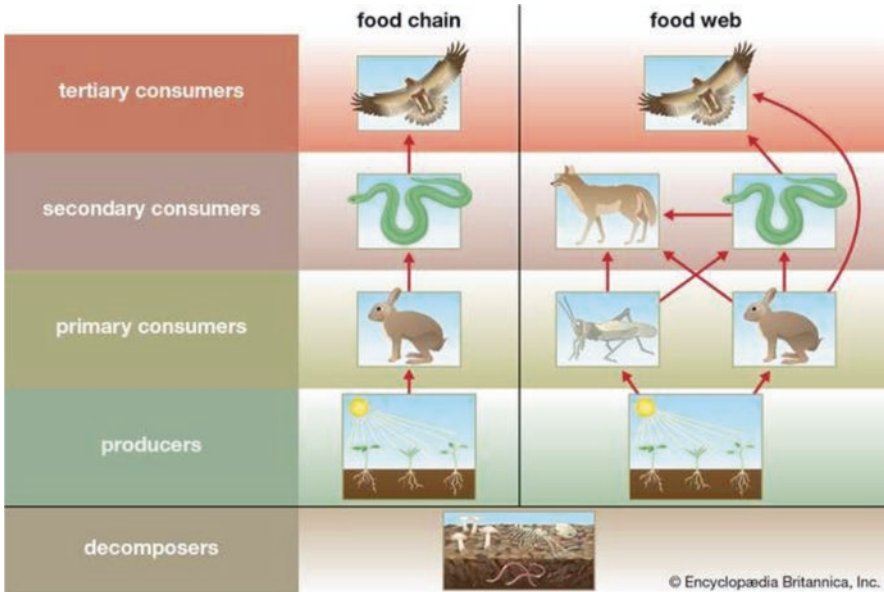 food chain
food web
tertiary consumers
secondary consumers
primary consumers
producers
decomposers
© Encyclopædia Britannica, Inc.